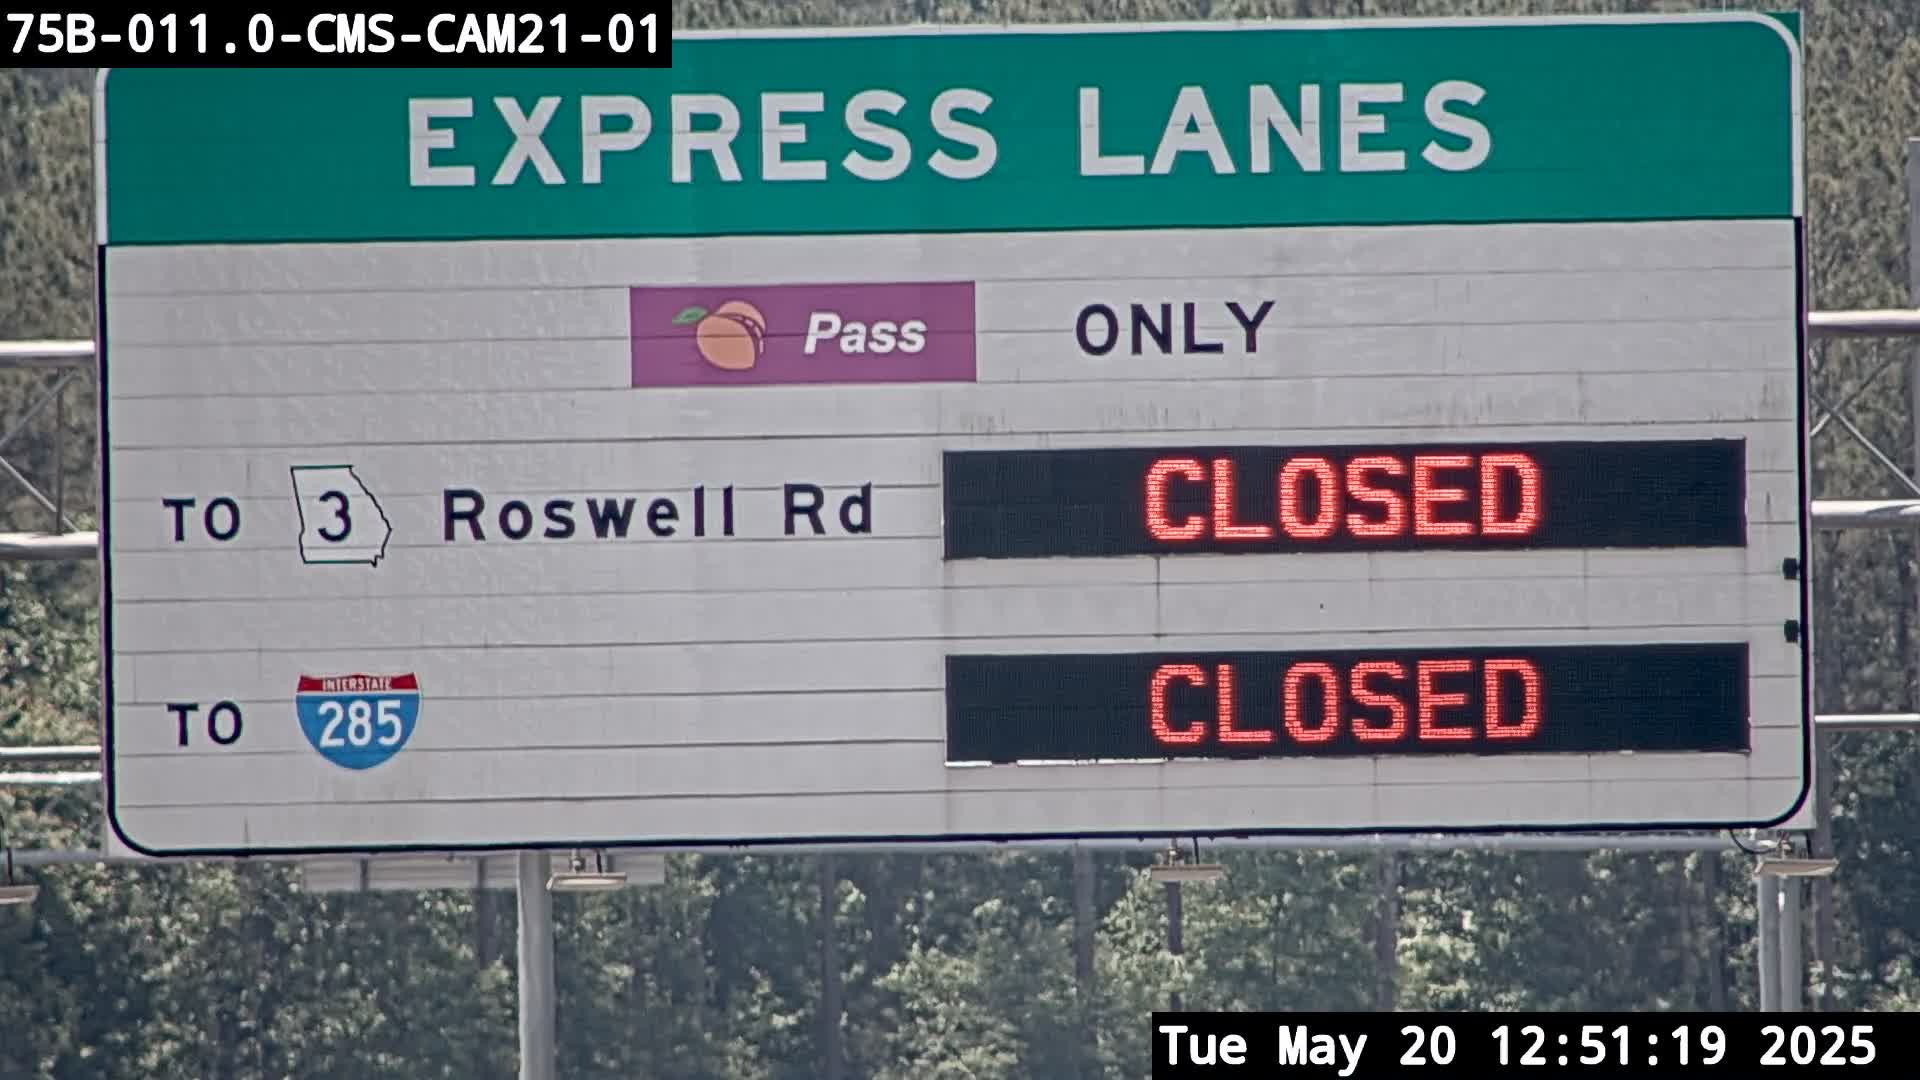 75B-011.0-CMS-CAM21-01
EXPRESS LANES
Pass ONLY
TO 3 Roswell Rd CLOSED
TO INTERSTATE 285 CLOSED
Tue May 20 12:51:19 2025